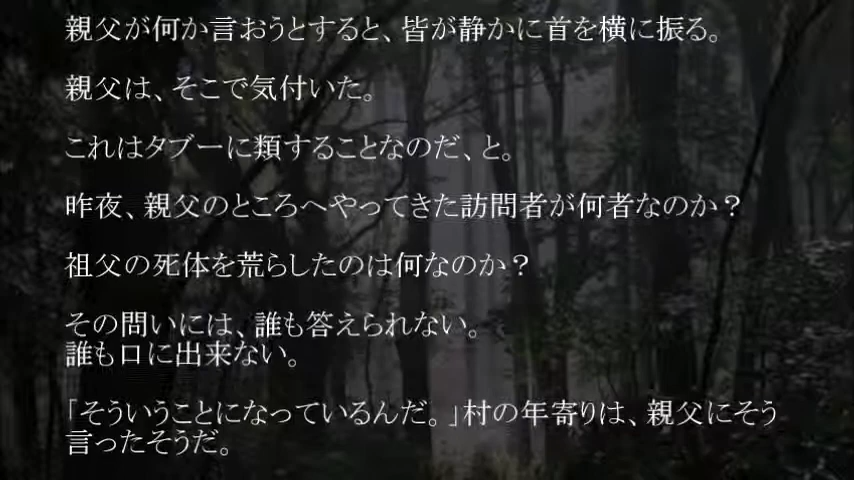 親父が何か言おうとすると、皆が静かに首を横に振る。
親父は、そこで気付いた。
これはタブーに類することなのだ、と。
昨夜、親父のところへやってきた訪問者が何者なのか？
祖父の死体を荒らしたのは何なのか？
その問いには、誰も答えられない。
誰も口に出来ない。
「そういうことになっているんだ。」村の年寄りは、親父にそう
言ったそうだ。